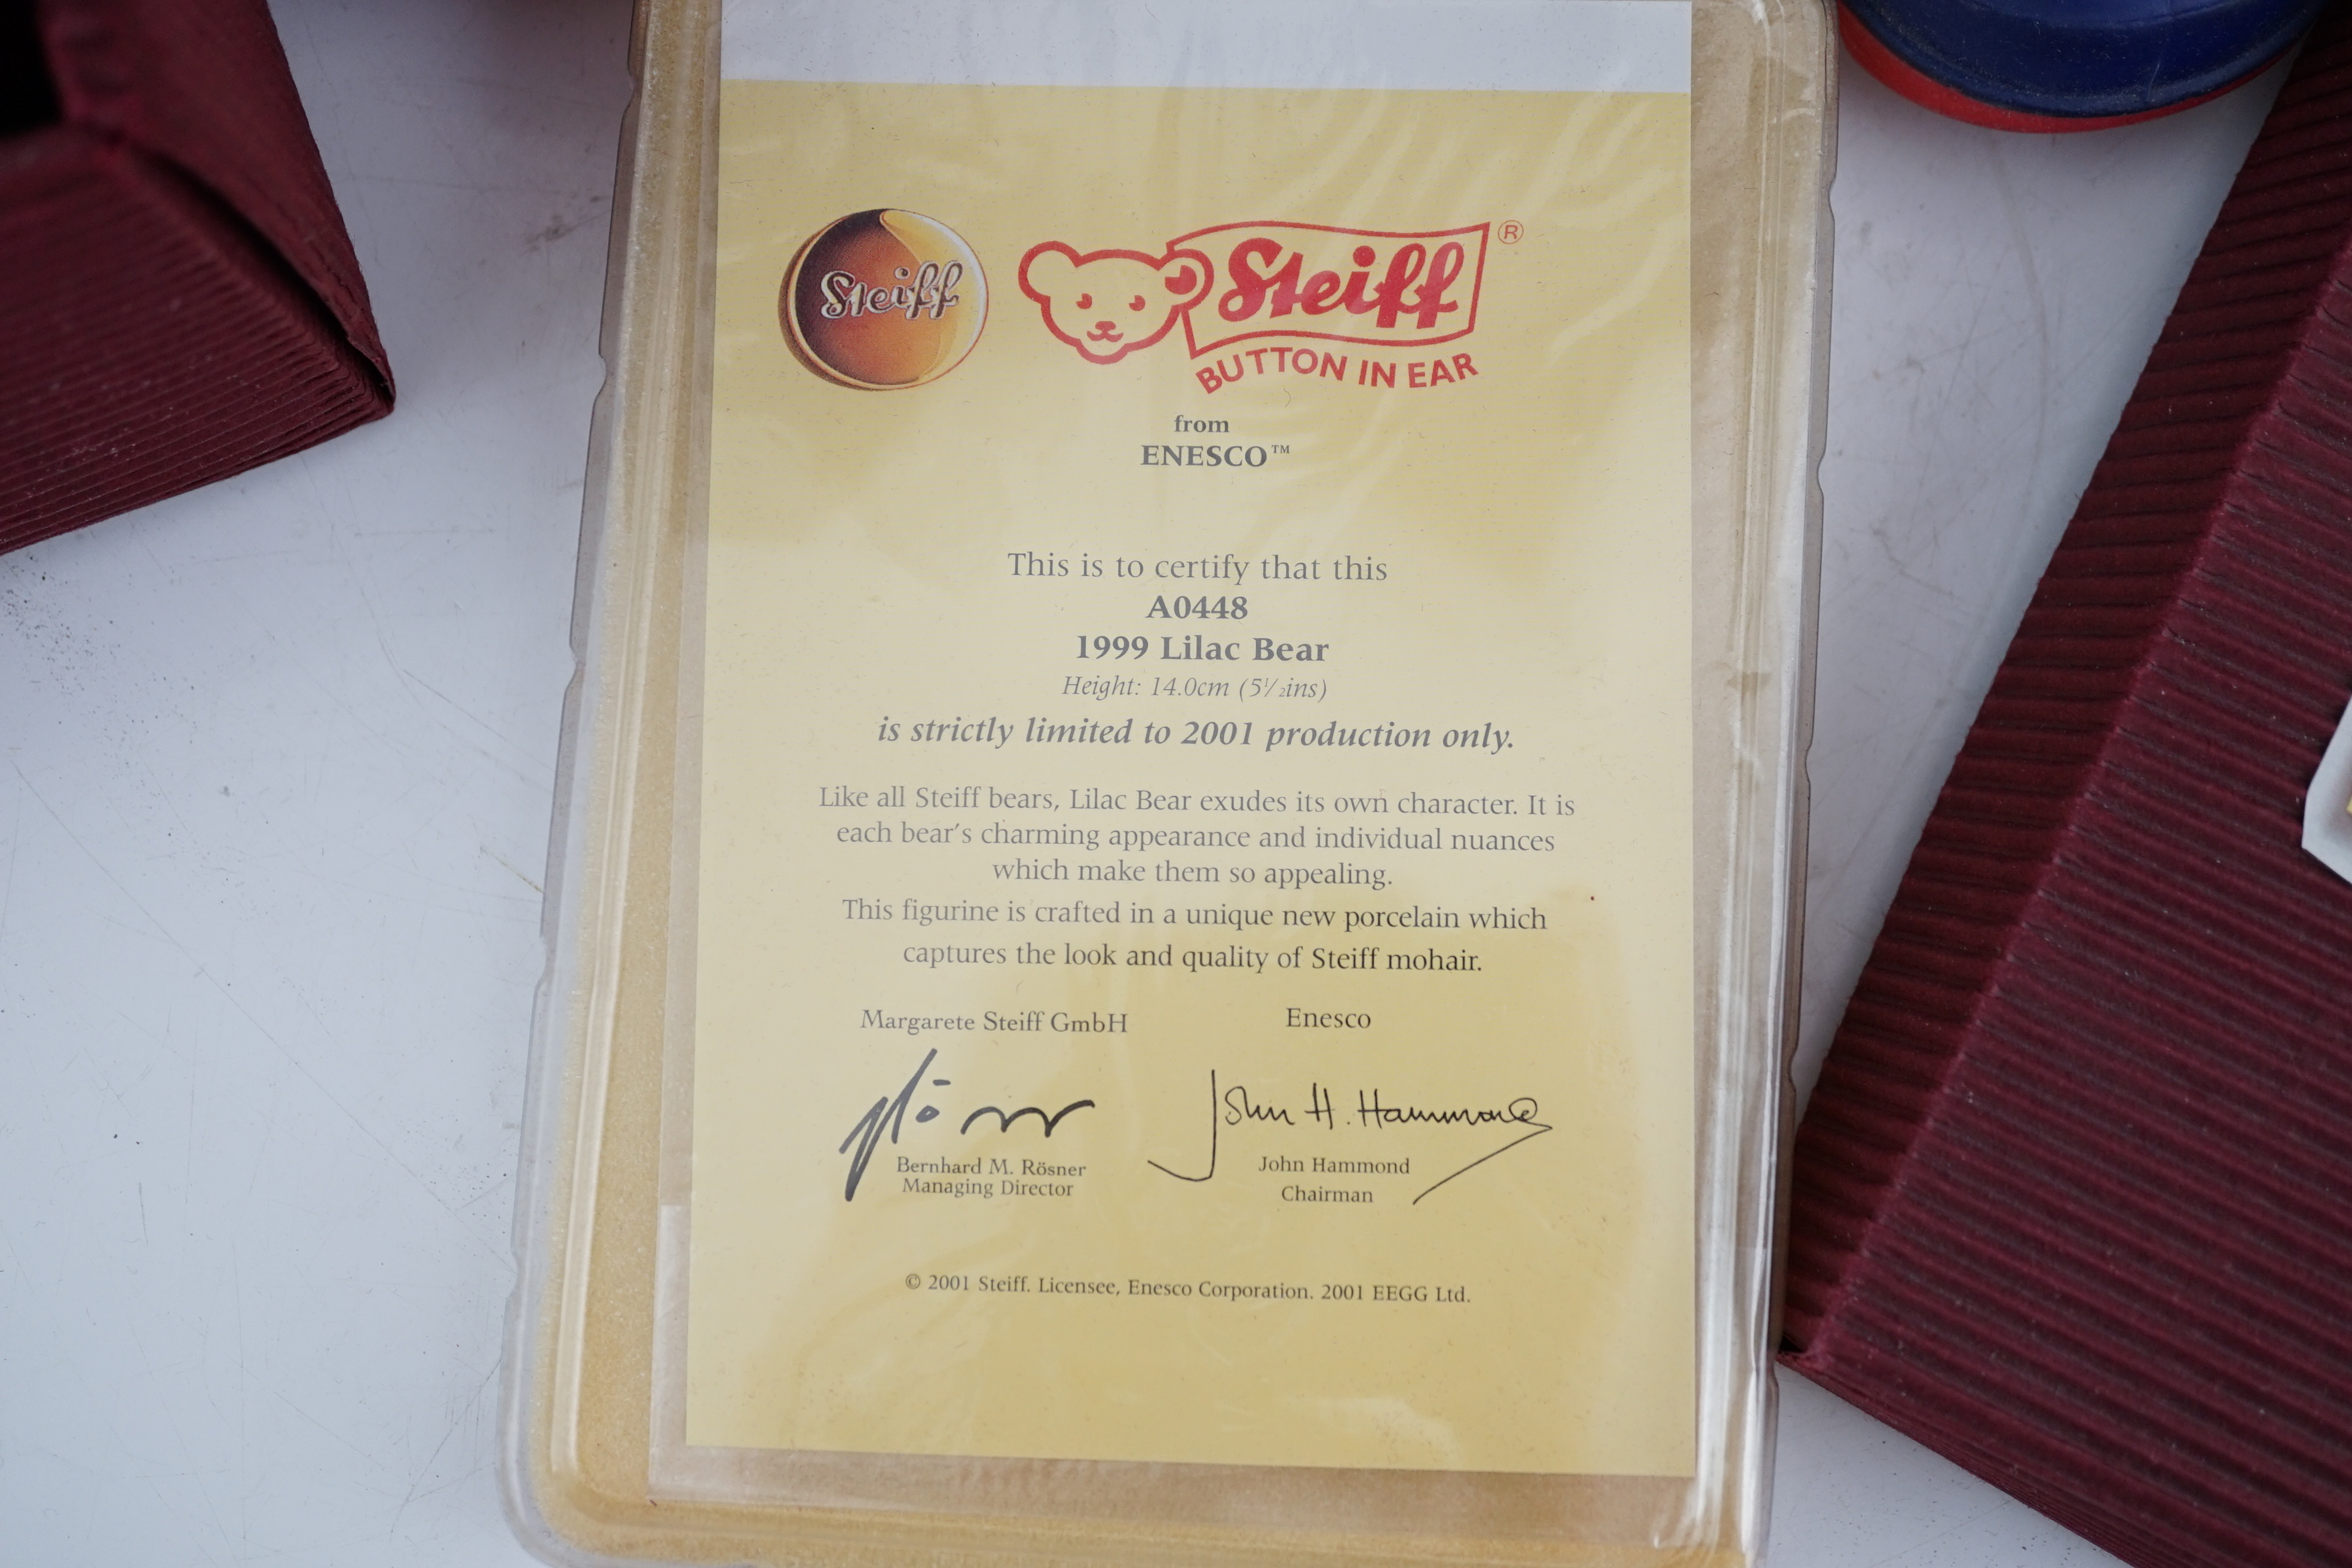 Steiff
Steiff ®
BUTTON IN EAR
from
ENESCO™
This is to certify that this
A0448
1999 Lilac Bear
Height: 14.0cm (5½ins)
is strictly limited to 2001 production only.
Like all Steiff bears, Lilac Bear exudes its own character. It is
each bear's charming appearance and individual nuances
which make them so appealing.
This figurine is crafted in a unique new porcelain which
captures the look and quality of Steiff mohair.
Margarete Steiff GmbH Enesco
John H. Hammond
Bernhard M. Rösner John Hammond
Managing Director Chairman
© 2001 Steiff. Licensee, Enesco Corporation. 2001 EEGG Ltd.